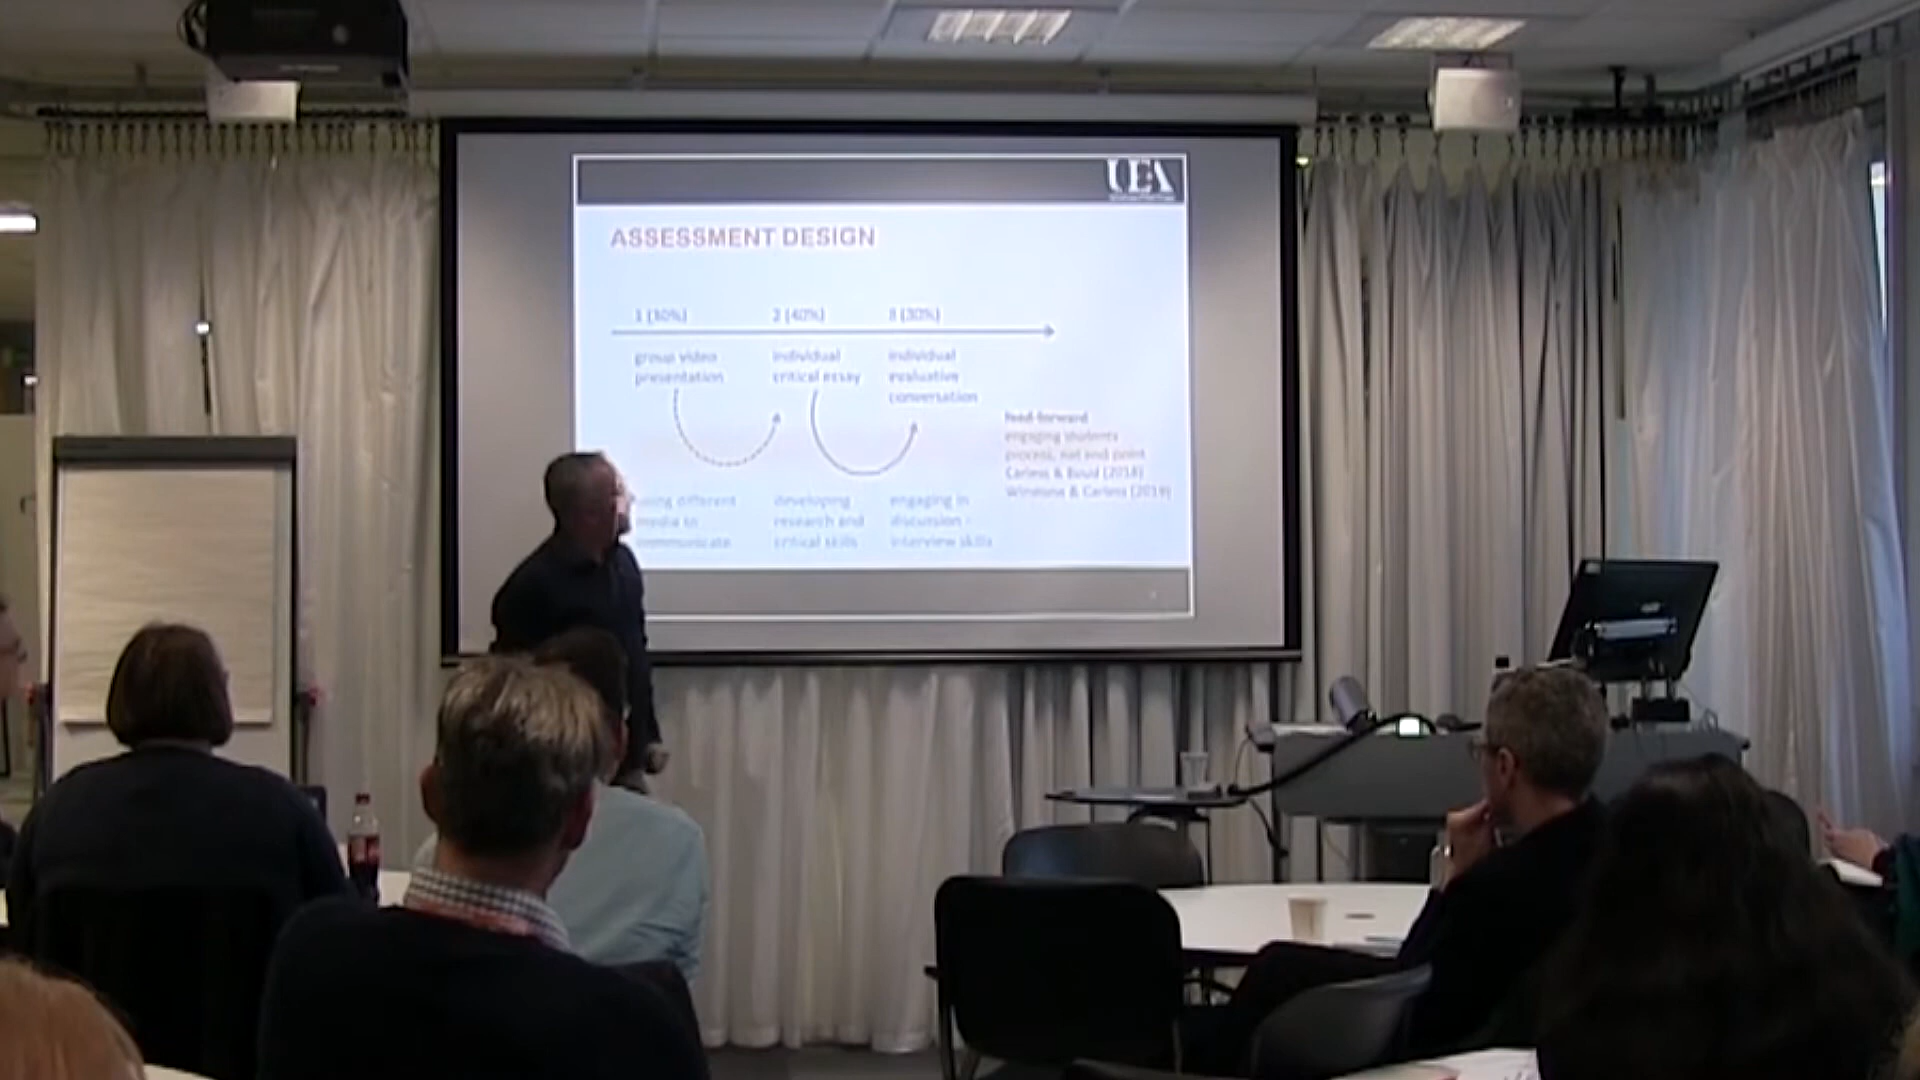 UEA
ASSESSMENT DESIGN
1 (30%) 2 (40%) 3 (30%)
group video individual individual
presentation critical essay evaluative
conversation
feed-forward
engaging students
process, not end point
Carless & Boud (2018)
Winstone & Carless (2019)
using different developing engaging in
media to research and discussion -
communicate critical skills interview skills